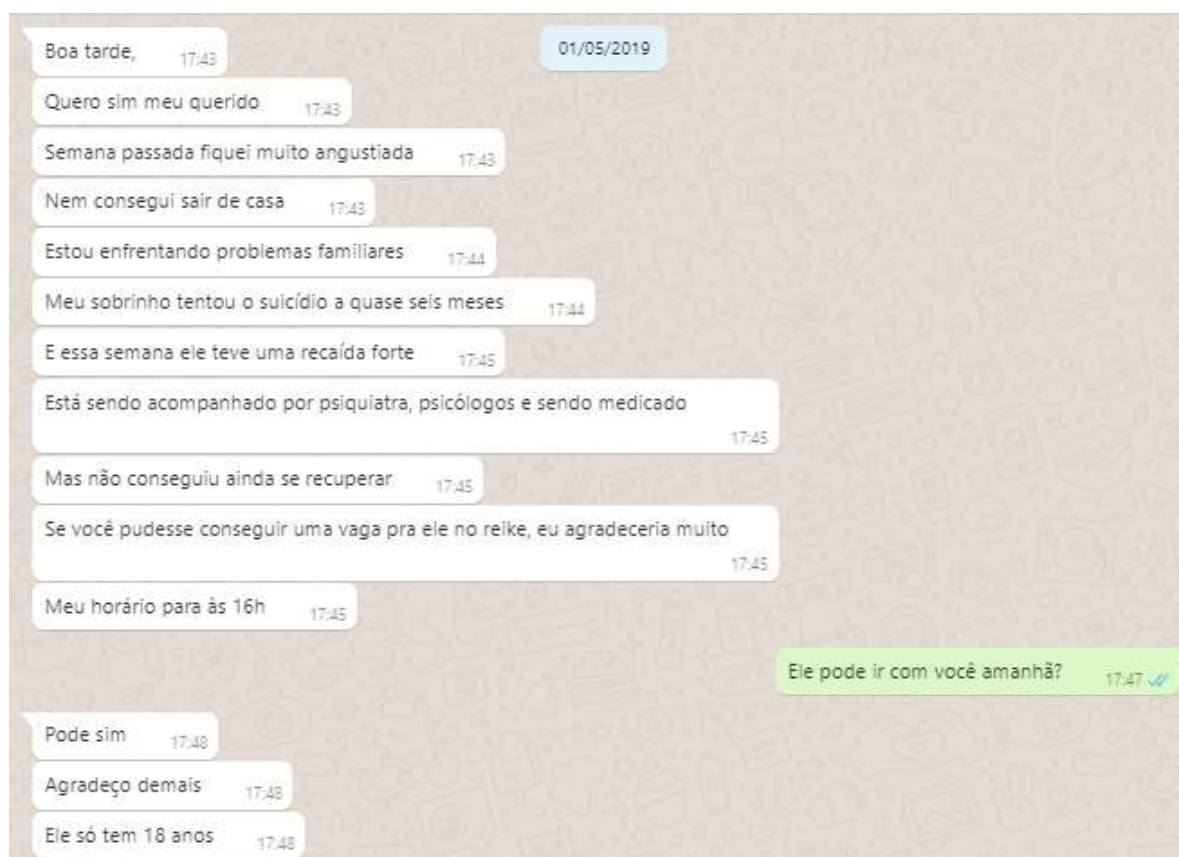 01/05/2019
Boa tarde, 17:43
Quero sim meu querido 17:43
Semana passada fiquei muito angustiada 17:43
Nem consegui sair de casa 17:43
Estou enfrentando problemas familiares 17:44
Meu sobrinho tentou o suicídio a quase seis meses 17:44
E essa semana ele teve uma recaída forte 17:45
Está sendo acompanhado por psiquiatra, psicólogos e sendo medicado
17:45
Mas não conseguiu ainda se recuperar 17:45
Se você pudesse conseguir uma vaga pra ele no reike, eu agradeceria muito
17:45
Meu horário para às 16h 17:45
Ele pode ir com você amanhã? 17:47
Pode sim 17:48
Agradeço demais 17:48
Ele só tem 18 anos 17:48